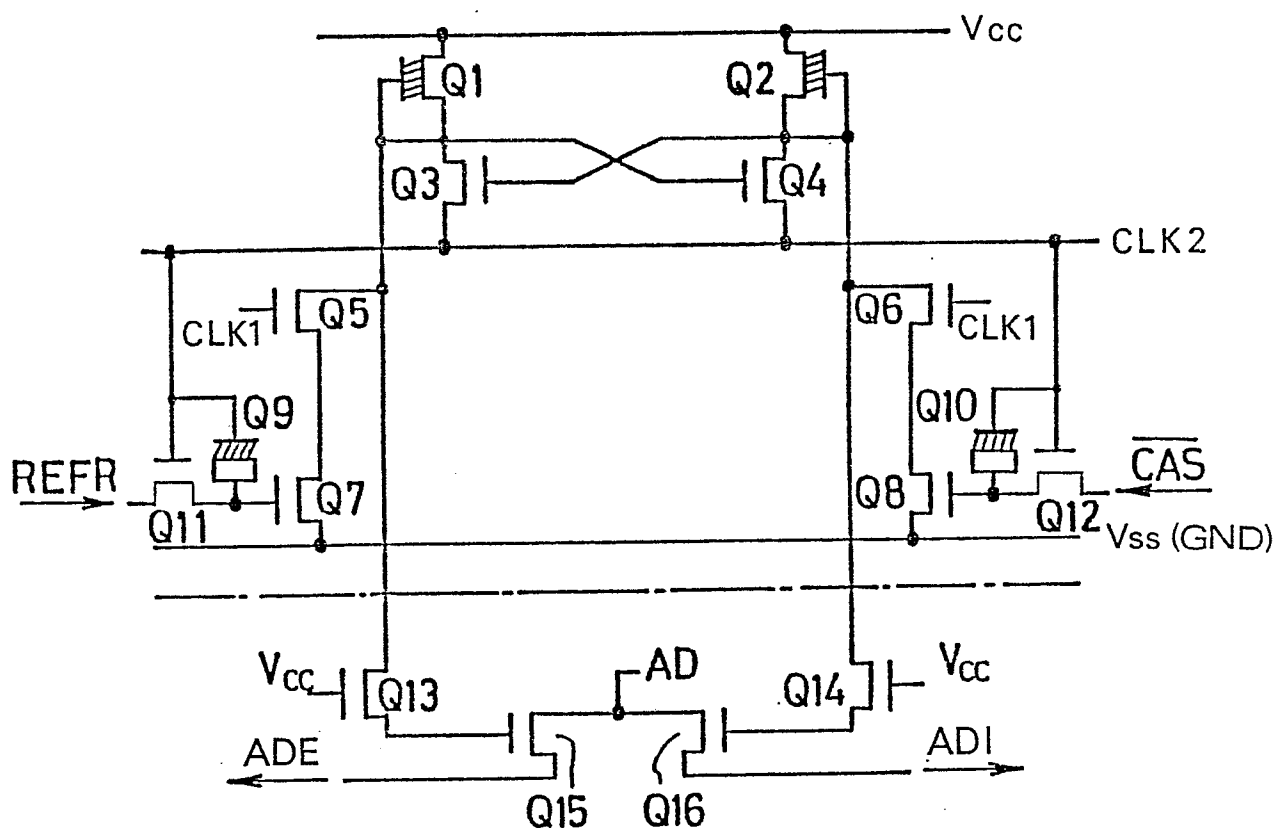 Vcc
Q1
Q2
Q3
Q4
CLK2
Q5
Q6
CLK1
CLK1
Q9
Q10
REFR
CAS
Q7
Q8
Q11
Q12
Vss (GND)
VCC
AD
VCC
Q13
Q14
ADE
ADI
Q15
Q16